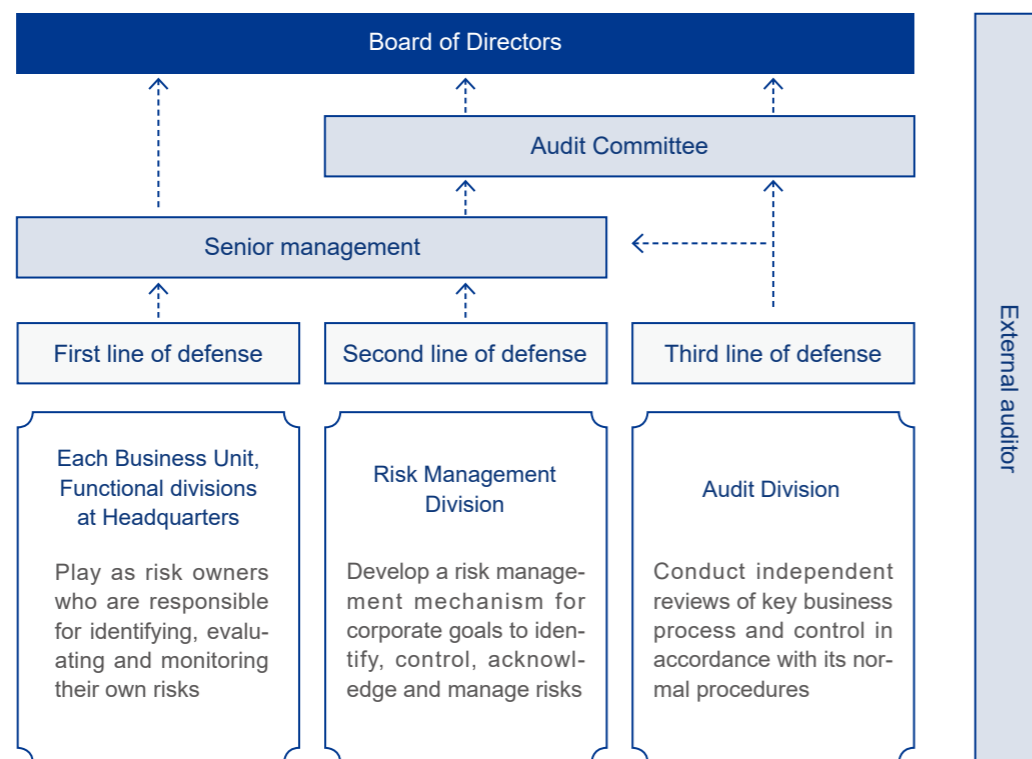 Board of Directors
Audit Committee
Senior management
First line of defense
Second line of defense
Third line of defense
Each Business Unit,
Functional divisions
at Headquarters
Play as risk owners
who are responsible
for identifying, evalu-
ating and monitoring
their own risks
Risk Management
Division
Develop a risk manage-
ment mechanism for
corporate goals to iden-
tify, control, acknowl-
edge and manage risks
Audit Division
Conduct independent
reviews of key business
process and control in
accordance with its nor-
mal procedures
External auditor